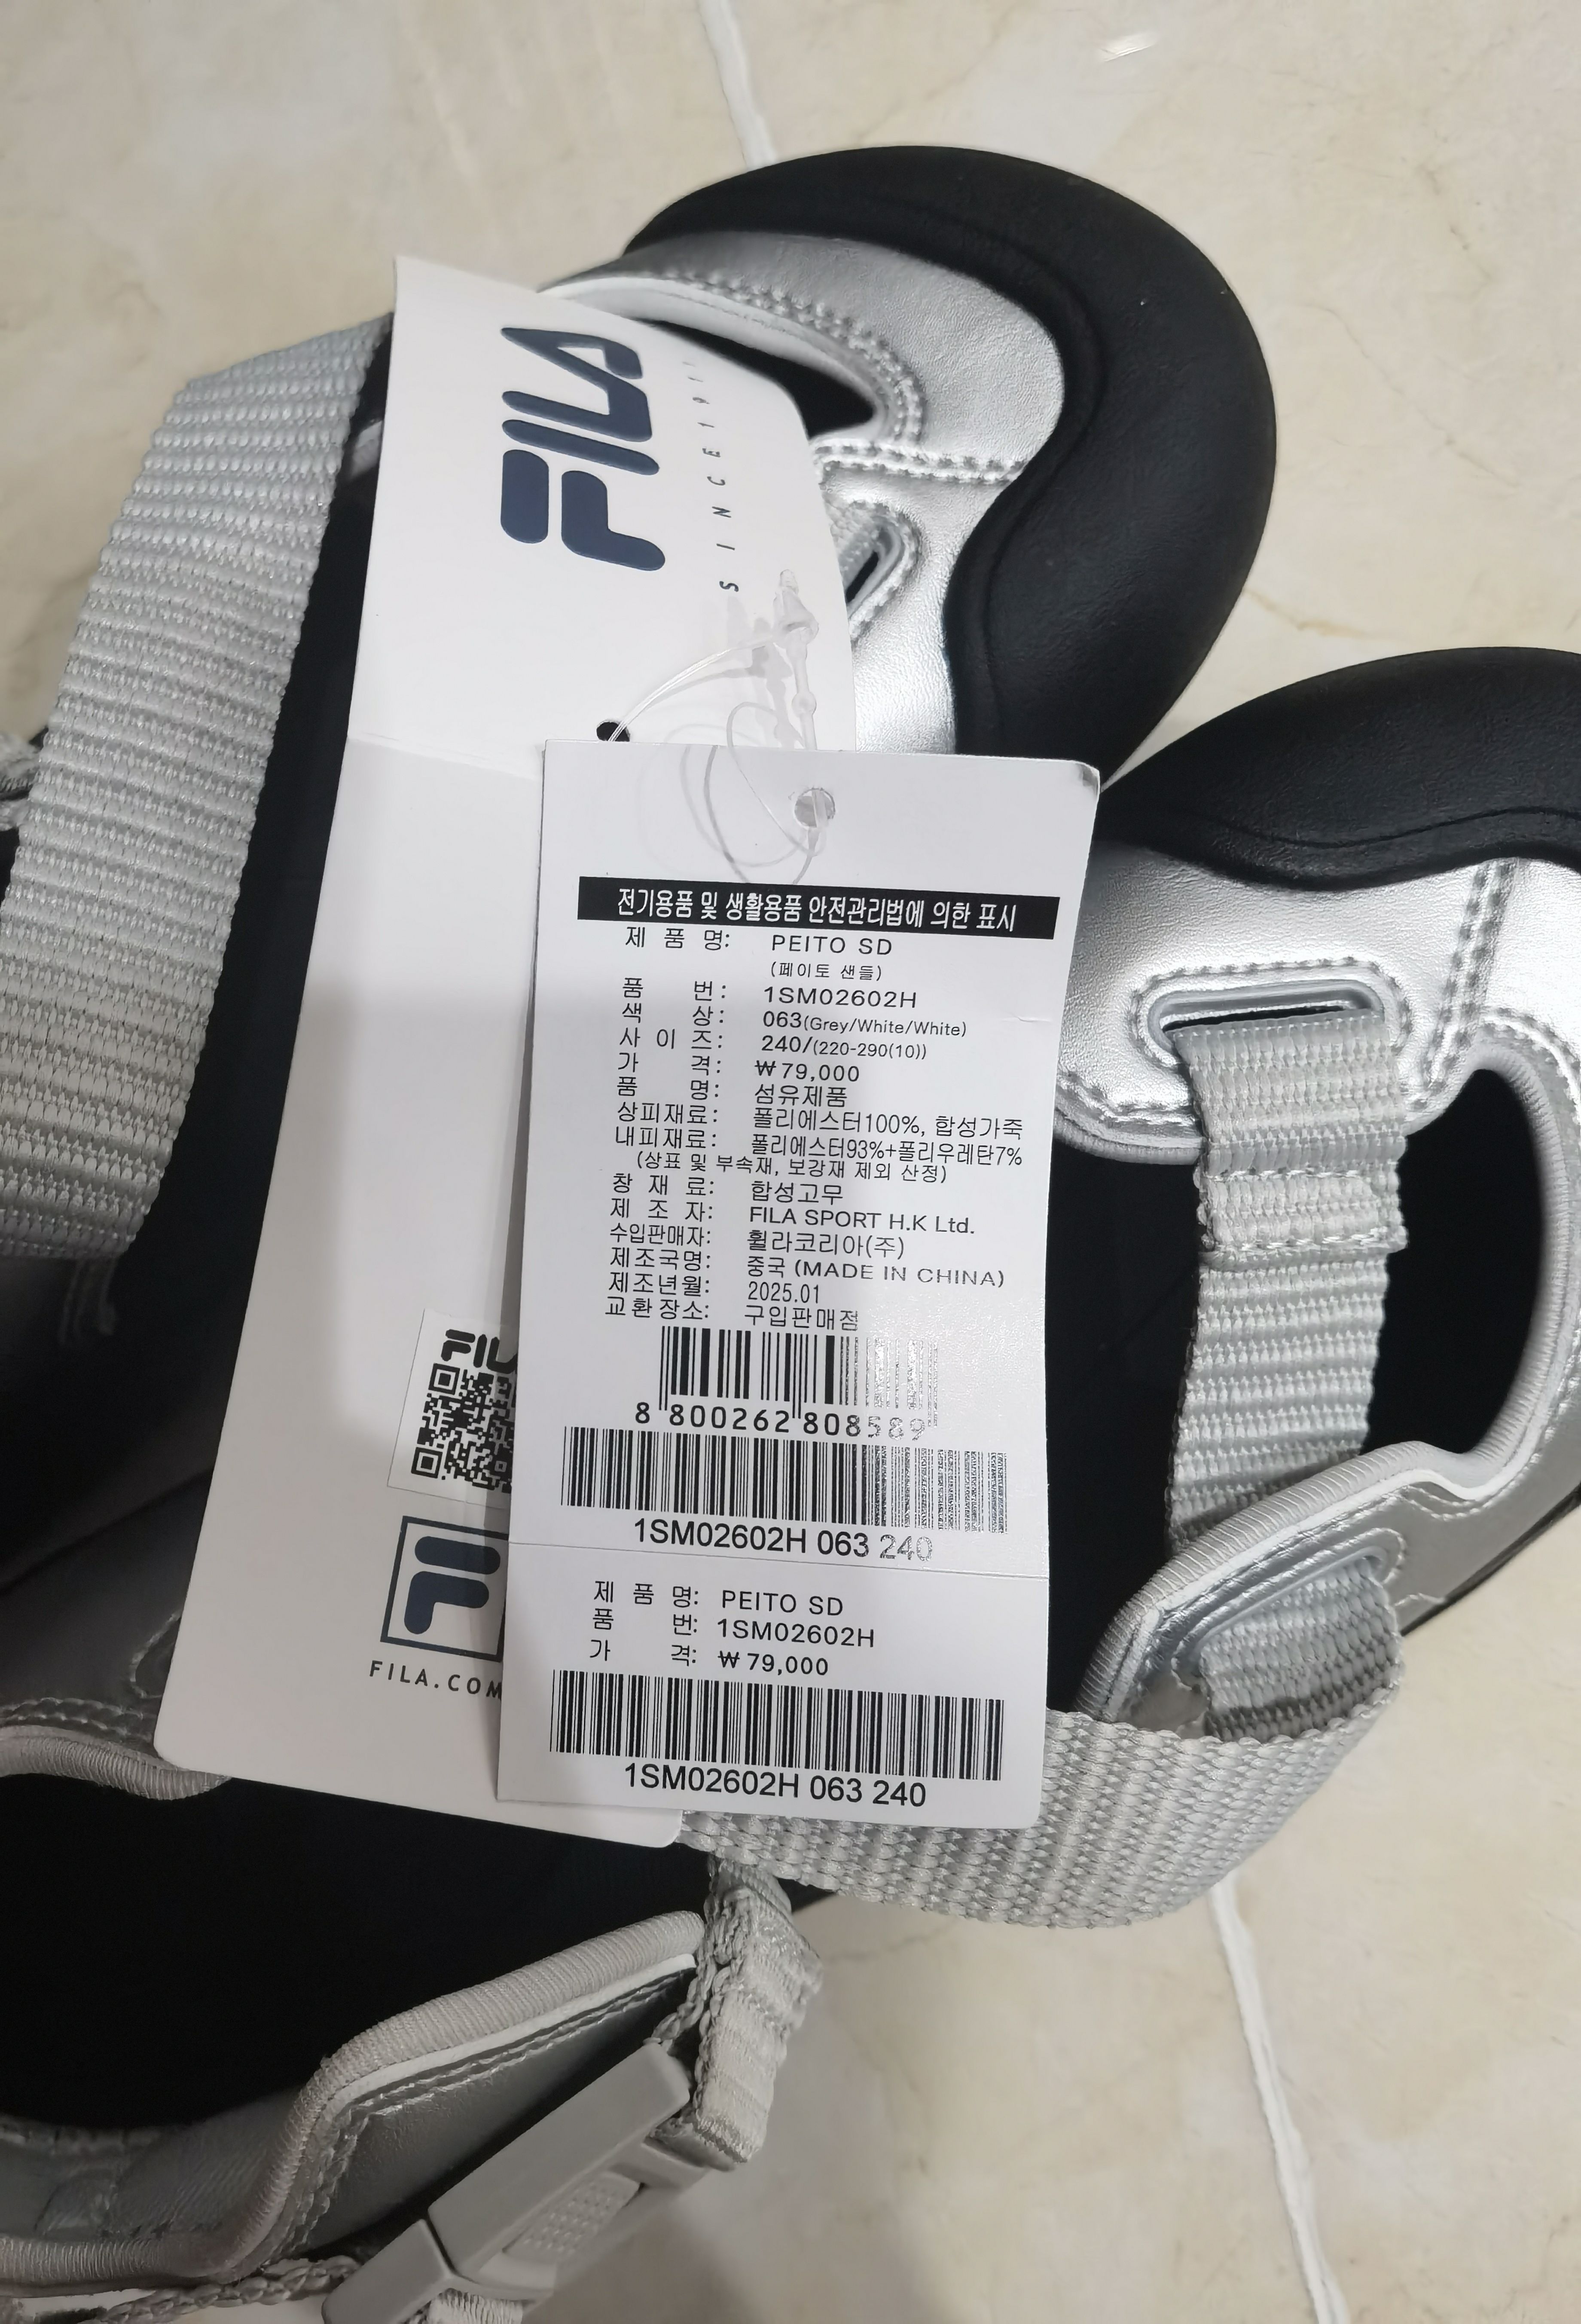 FILA
SINCE 1911
전기용품 및 생활용품 안전관리법에 의한 표시
제 품 명: PEITO SD
(페이토 샌들)
품 번: 1SM02602H
색 상: 063(Grey/White/White)
사 이 즈: 240/(220-290(10))
가 격: ₩79,000
품 명: 섬유제품
상피재료: 폴리에스터100%, 합성가죽
내피재료: 폴리에스터93%+폴리우레탄7%
(상표 및 부속재, 보강재 제외 산정)
창 재 료: 합성고무
제 조 자: FILA SPORT H.K Ltd.
수입판매자: 휠라코리아(주)
제조국명: 중국 (MADE IN CHINA)
제조년월: 2025.01
교환장소: 구입판매점
8 800262 808589
1SM02602H 063 240
제 품 명: PEITO SD
품 번: 1SM02602H
가 격: ₩79,000
1SM02602H 063 240
FILA.COM